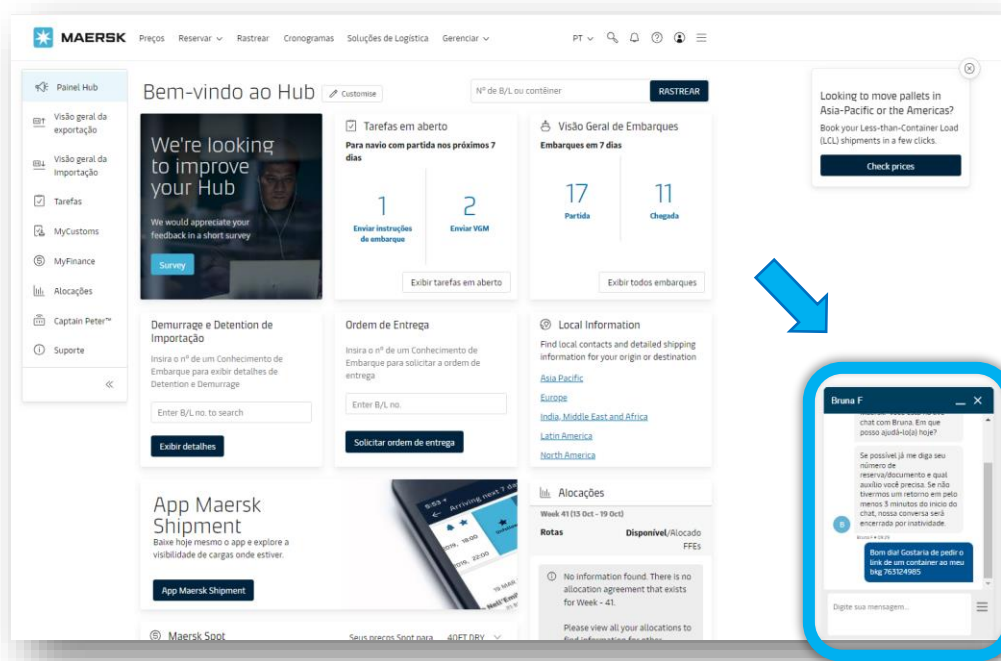 MAERSK
Preços Reservar Rastrear Cronogramas Soluções de Logística Gerenciar PT
Painel Hub
Visão geral da
exportação
Visão geral da
Importação
Tarefas
MyCustoms
MyFinance
Alocações
Captain Peter™
Suporte
Bem-vindo ao Hub
Customise
Nº de B/L ou contêiner
RASTREAR
We're looking
to improve
your Hub
We would appreciate your
feedback in a short survey
Survey
Tarefas em aberto
Para navio com partida nos próximos 7
dias
1
Enviar instruções
de embarque
2
Enviar VGM
Exibir tarefas em aberto
Visão Geral de Embarques
Embarques em 7 dias
17
Partida
11
Chegada
Exibir todos embarques
Looking to move pallets in
Asia-Pacific or the Americas?
Book your Less-than-Container Load
(LCL) shipments in a few clicks.
Check prices
Demurrage e Detention de
Importação
Insira o nº de um Conhecimento de
Embarque para exibir detalhes de
Detention e Demurrage
Enter B/L no. to search
Exibir detalhes
Ordem de Entrega
Insira o nº de um Conhecimento de
Embarque para solicitar a ordem de
entrega
Enter B/L no.
Solicitar ordem de entrega
Local Information
Find local contacts and detailed shipping
information for your origin or destination
Asia Pacific
Europe
India, Middle East and Africa
Latin America
North America
App Maersk
Shipment
Baixe hoje mesmo o app e explore a
visibilidade de cargas onde estiver.
App Maersk Shipment
Arriving next 7 da
Alocações
Week 41 (13 Oct - 19 Oct)
Rotas Disponível/Alocado
FFEs
No information found. There is no
allocation agreement that exists
for Week - 41.
Please view all your allocations to
find information for other
Maersk Spot
Seus preços Spot para 40FT DRY
Bruna F
chat com Bruna. Em que
posso ajudá-lo(a) hoje?
Se possível já me diga seu
número de
reserva/documento e qual
auxílio você precisa. Se não
tivermos um retorno em pelo
menos 3 minutos do inicio do
chat, nossa conversa será
encerrada por inatividade.
B
Bom dia! Gostaria de pedir o
link de um container ao meu
bkg 763124985
Digite sua mensagem...